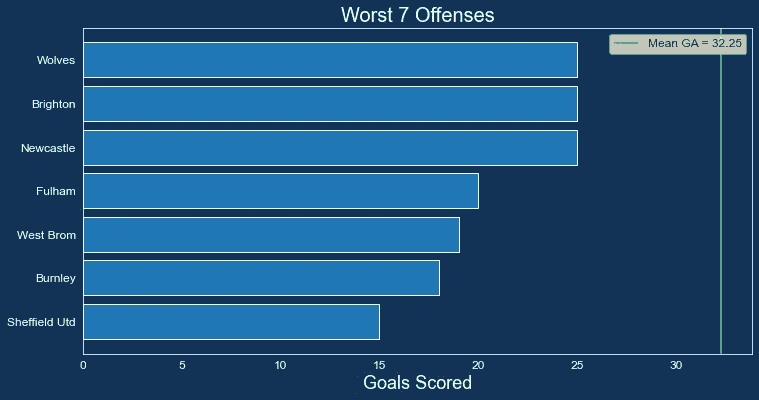 Worst 7 Offenses
Mean GA = 32.25
Wolves
Brighton
Newcastle
Fulham
West Brom
Burnley
Sheffield Utd
0 5 10 15 20 25 30
Goals Scored